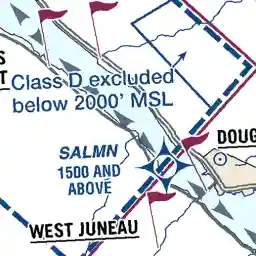 S
T
Class D excluded
below 2000' MSL
DOUG
SALMN
1500 AND
ABOVE
WEST JUNEAU